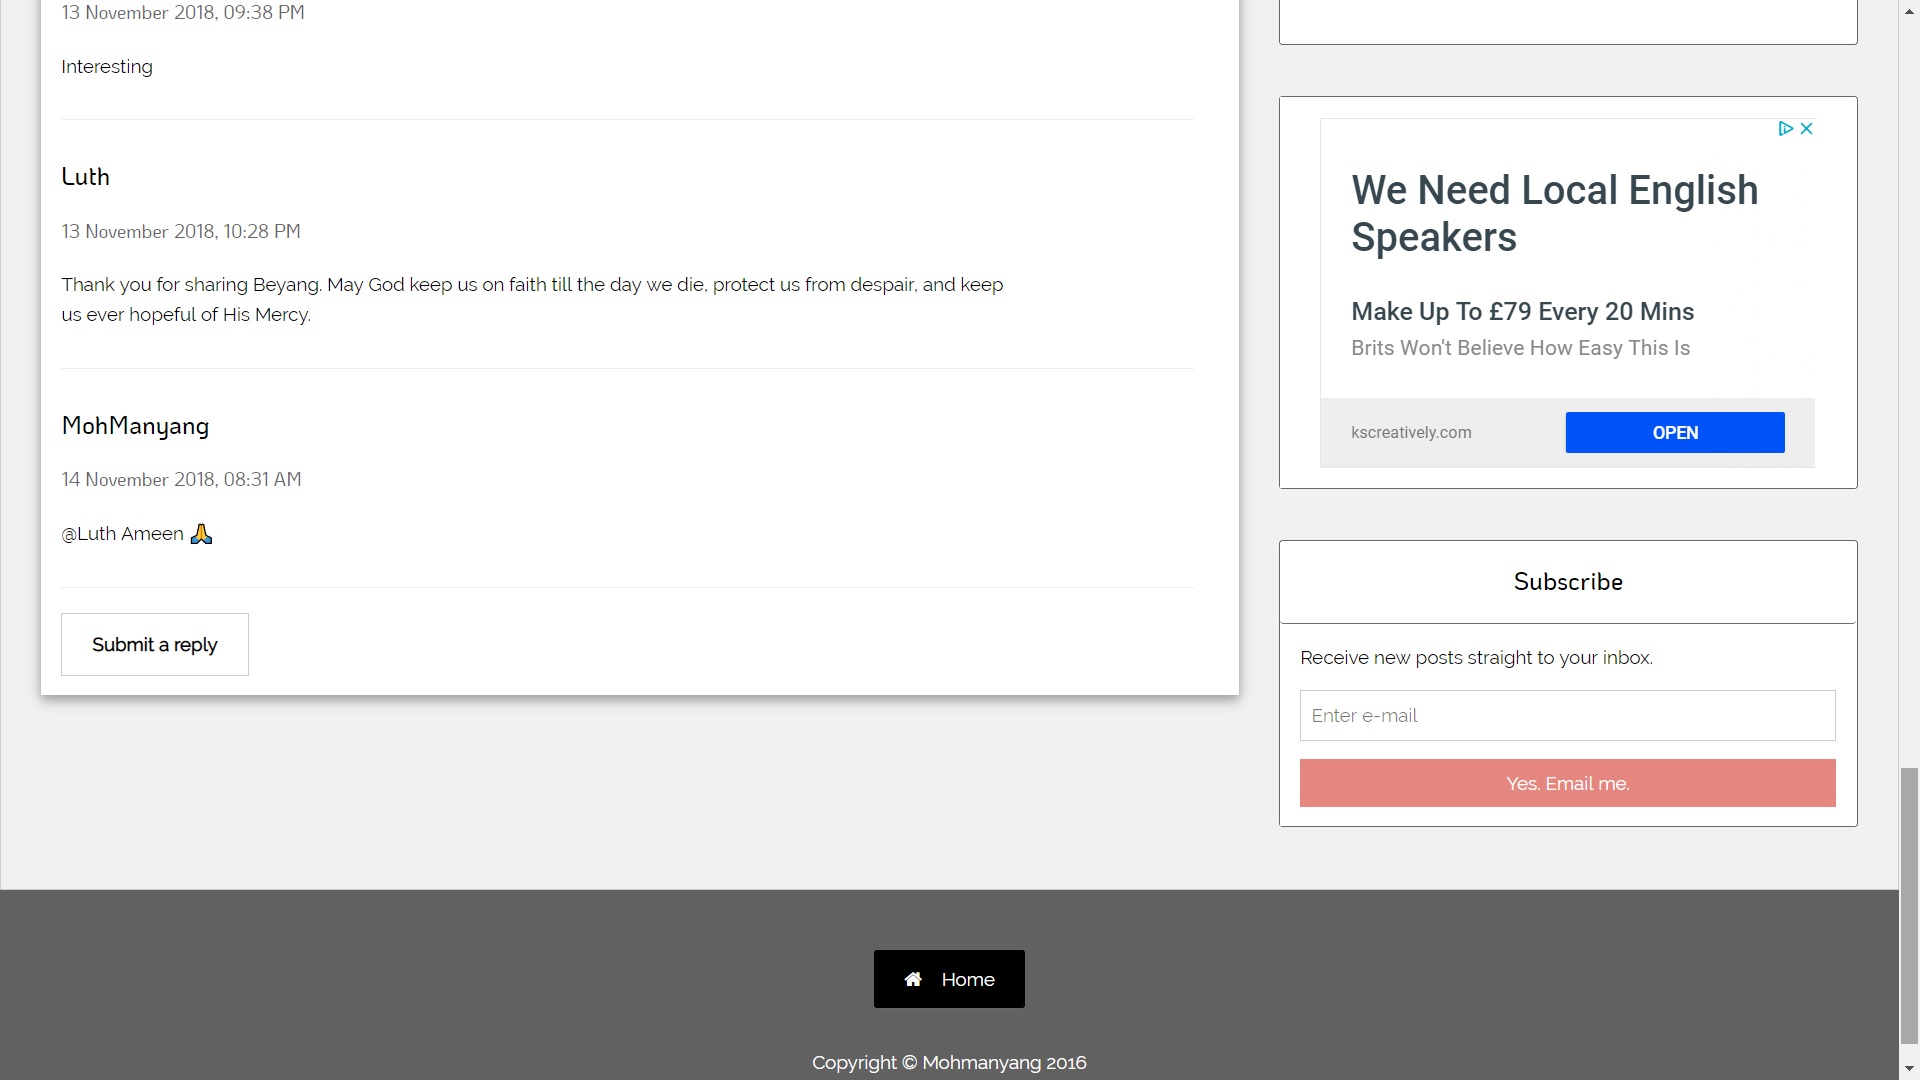 13 November 2018, 09:38 PM
Interesting
Luth
13 November 2018, 10:28 PM
Thank you for sharing Beyang. May God keep us on faith till the day we die, protect us from despair, and keep
us ever hopeful of His Mercy.
MohManyang
14 November 2018, 08:31 AM
@Luth Ameen 🙏
Submit a reply
We Need Local English
Speakers
Make Up To £79 Every 20 Mins
Brits Won't Believe How Easy This Is
kscreatively.com
OPEN
Subscribe
Receive new posts straight to your inbox.
Enter e-mail
Yes. Email me.
Home
Copyright © Mohmanyang 2016